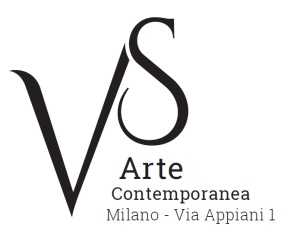 VS
Arte
Contemporanea
Milano - Via Appiani 1